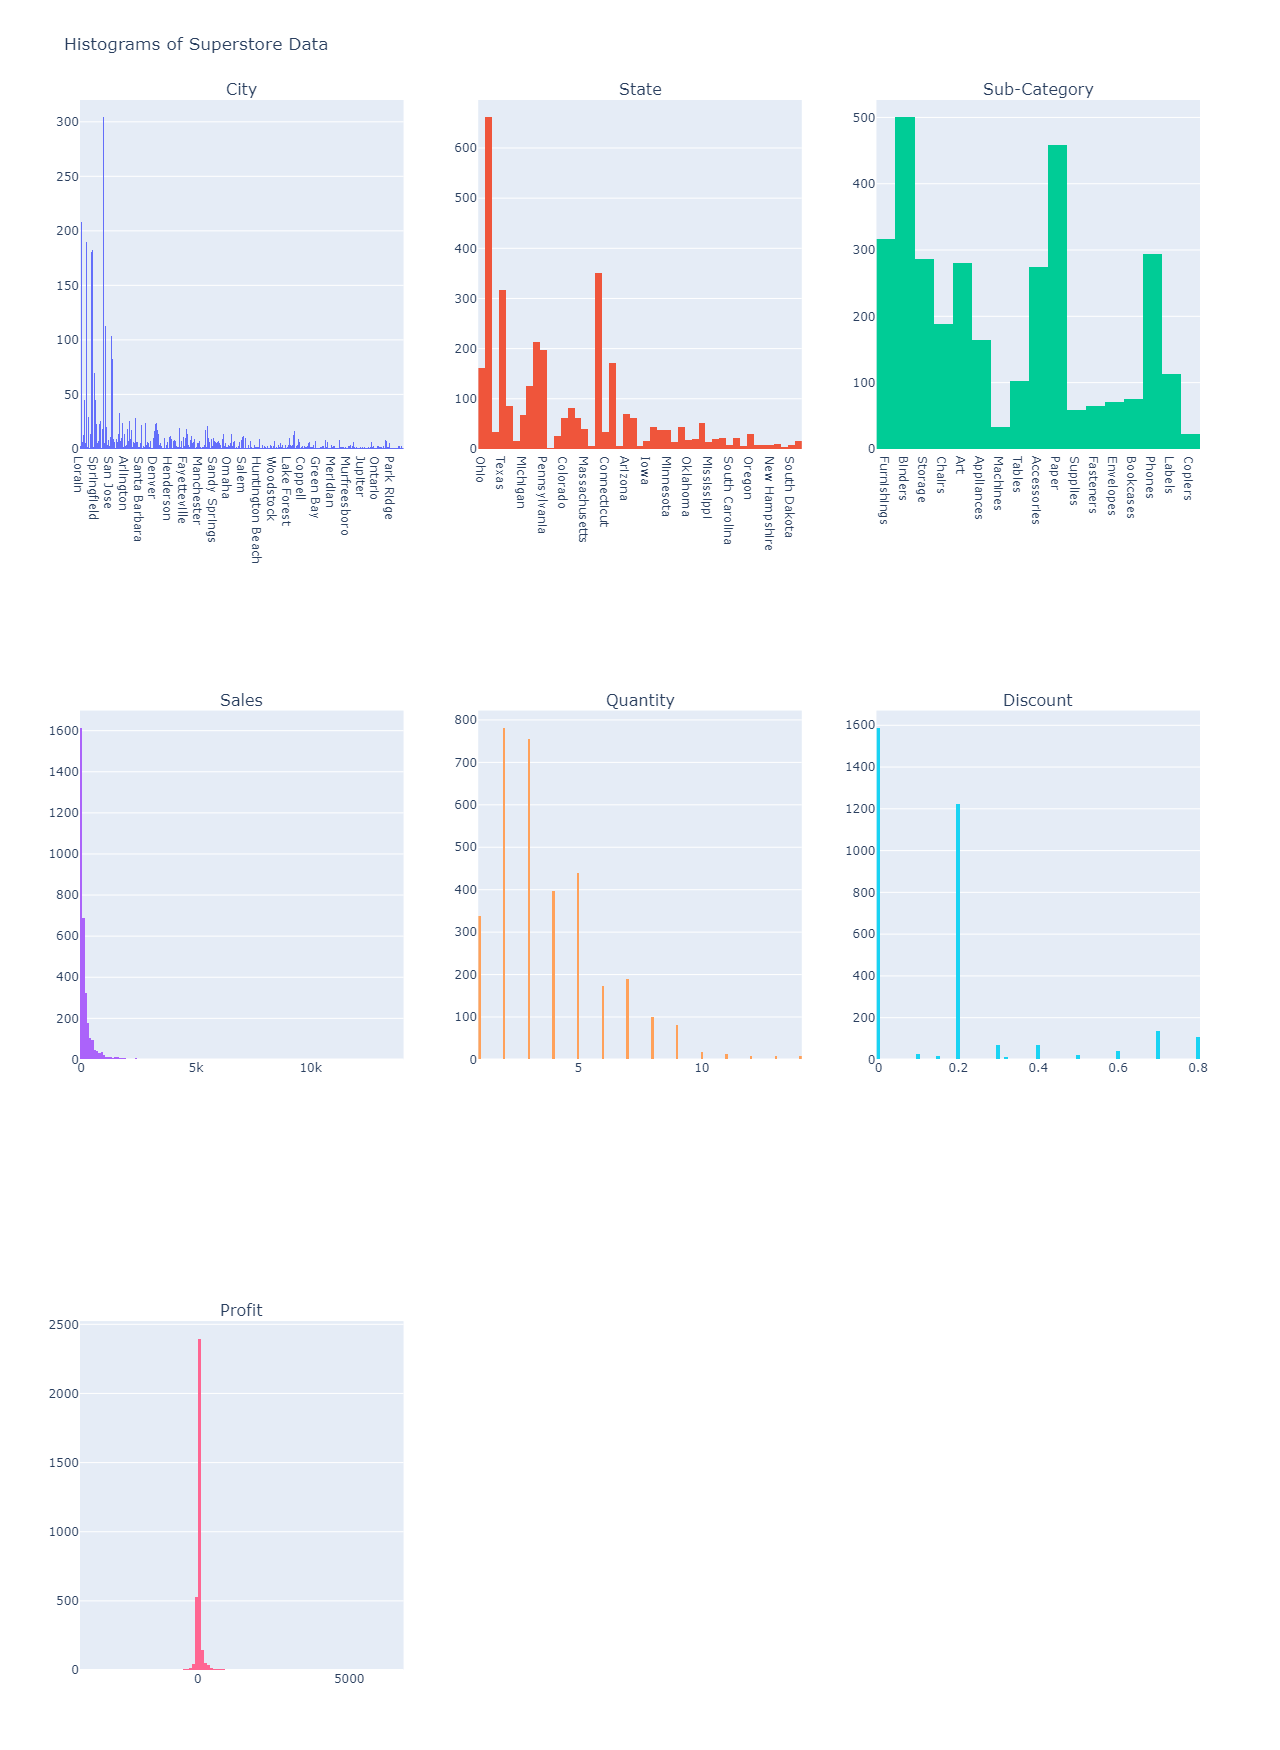 Histograms of Superstore Data
City
State
Sub-Category
300
250
200
150
100
50
0
600
500
400
300
200
100
0
500
400
300
200
100
0
Lorain
Springfield
San Jose
Arlington
Santa Barbara
Denver
Henderson
Fayetteville
Manchester
Sandy Springs
Omaha
Salem
Huntington Beach
Woodstock
Lake Forest
Coppell
Green Bay
Meridian
Murfreesboro
Jupiter
Ontario
Park Ridge
Ohio
Texas
Michigan
Pennsylvania
Colorado
Massachusetts
Connecticut
Arizona
Iowa
Minnesota
Oklahoma
Mississippi
South Carolina
Oregon
New Hampshire
South Dakota
Furnishings
Binders
Storage
Chairs
Art
Appliances
Machines
Tables
Accessories
Paper
Supplies
Fasteners
Envelopes
Bookcases
Phones
Labels
Copiers
Sales
Quantity
Discount
1600
1400
1200
1000
800
600
400
200
0
0
5k
10k
800
700
600
500
400
300
200
100
0
5
10
1600
1400
1200
1000
800
600
400
200
0
0
0.2
0.4
0.6
0.8
Profit
2500
2000
1500
1000
500
0
0
5000